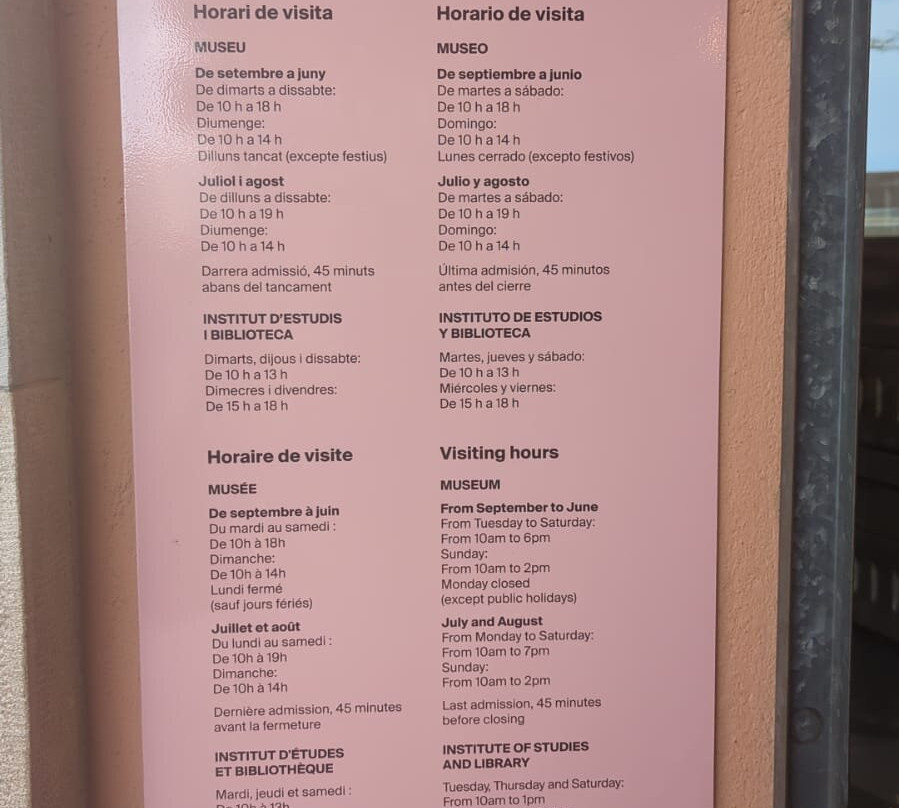 Horari de visita
MUSEU
De setembre a juny
De dimarts a dissabte:
De 10 h a 18 h
Diumenge:
De 10 h a 14 h
Dilluns tancat (excepte festius)
Juliol i agost
De dilluns a dissabte:
De 10 h a 19 h
Diumenge:
De 10 h a 14 h
Darrera admissió, 45 minuts
abans del tancament
INSTITUT D'ESTUDIS
I BIBLIOTECA
Dimarts, dijous i dissabte:
De 10 h a 13 h
Dimecres i divendres:
De 15 h a 18 h
Horario de visita
MUSEO
De septiembre a junio
De martes a sábado:
De 10 h a 18 h
Domingo:
De 10 h a 14 h
Lunes cerrado (excepto festivos)
Julio y agosto
De martes a sábado:
De 10 h a 19 h
Domingo:
De 10 h a 14 h
Última admisión, 45 minutos
antes del cierre
INSTITUTO DE ESTUDIOS
Y BIBLIOTECA
Martes, jueves y sábado:
De 10 h a 13 h
Miércoles y viernes:
De 15 h a 18 h
Horaire de visite
MUSÉE
De septembre à juin
Du mardi au samedi :
De 10h à 18h
Dimanche:
De 10h à 14h
Lundi fermé
(sauf jours fériés)
Juillet et août
Du lundi au samedi :
De 10h à 19h
Dimanche:
De 10h à 14h
Dernière admission, 45 minutes
avant la fermeture
INSTITUT D'ÉTUDES
ET BIBLIOTHÈQUE
Mardi, jeudi et samedi :
De 10h à 13h
Visiting hours
MUSEUM
From September to June
From Tuesday to Saturday:
From 10am to 6pm
Sunday:
From 10am to 2pm
Monday closed
(except public holidays)
July and August
From Monday to Saturday:
From 10am to 7pm
Sunday:
From 10am to 2pm
Last admission, 45 minutes
before closing
INSTITUTE OF STUDIES
AND LIBRARY
Tuesday, Thursday and Saturday:
From 10am to 1pm